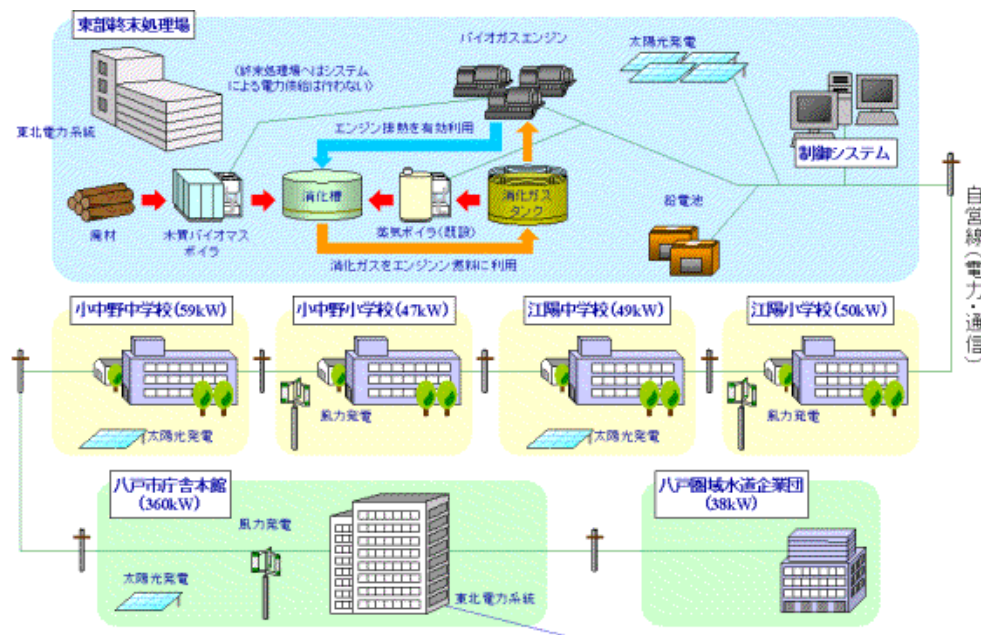 東部終末処理場
(終末処理場へはシステム
による電力供給は行わない)
バイオガスエンジン
太陽光発電
東北電力系統
エンジン排熱を有効利用
制御システム
消化槽
消化ガス
タンク
鉛電池
廃材
木質バイオマス
ボイラ
蒸気ボイラ(既設)
消化ガスをエンジンン燃料に利用
自営線(電力・通信)
小中野中学校(59kW)
小中野小学校(47kW)
江陽中学校(49kW)
江陽小学校(50kW)
太陽光発電
風力発電
太陽光発電
風力発電
八戸市庁舎本館
(360kW)
八戸圏域水道企業団
(38kW)
風力発電
太陽光発電
東北電力系統